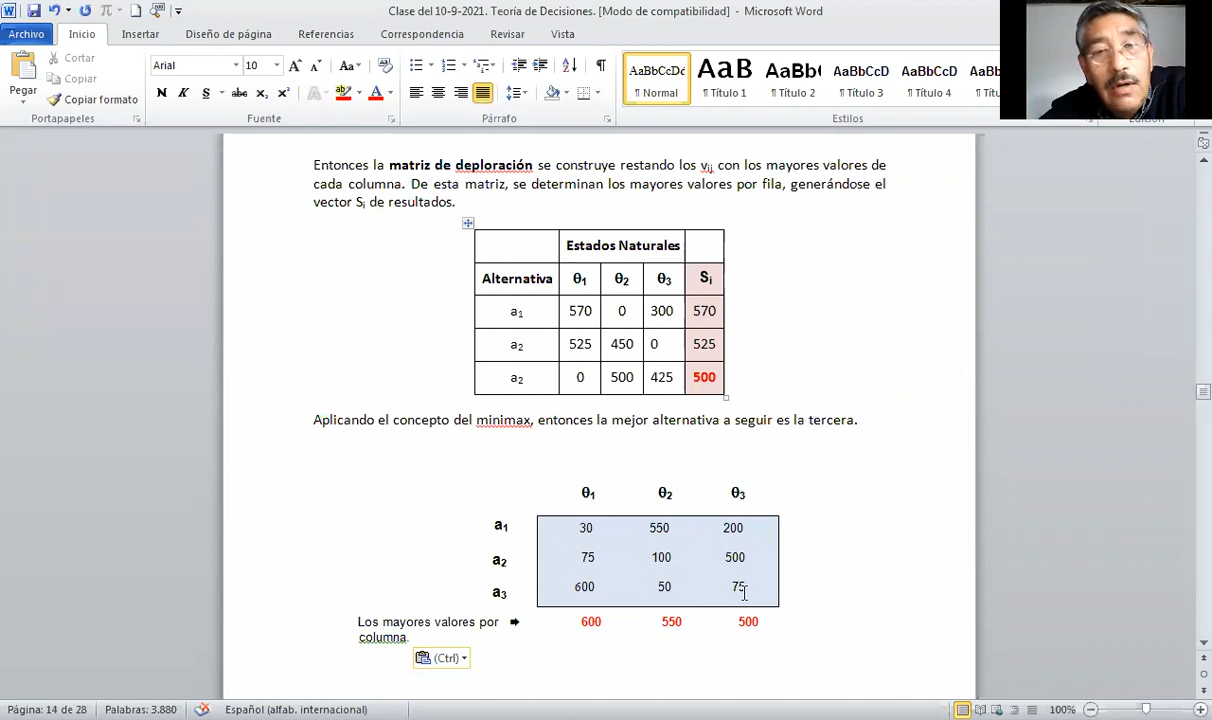 Clase del 10-9-2021. Teoría de Decisiones. [Modo de compatibilidad] - Microsoft Word
Archivo Inicio Insertar Diseño de página Referencias Correspondencia Revisar Vista
Cortar
Copiar
Copiar formato
Pegar
Arial 10
AaBbCcDc AaB AaBbC AaBbCcD AaBbCcD AaB
¶ Normal Título 1 Título 2 ¶ Título 3 ¶ Título 4 ¶ Títu
Portapapeles Fuente Párrafo Estilos Edición
Entonces la matriz de deploración se construye restando los vij con los mayores valores de
cada columna. De esta matriz, se determinan los mayores valores por fila, generándose el
vector Si de resultados.
Estados Naturales
Alternativa θ1 θ2 θ3 Si
a1 570 0 300 570
a2 525 450 0 525
a2 0 500 425 500
Aplicando el concepto del minimax, entonces la mejor alternativa a seguir es la tercera.
θ1 θ2 θ3
a1 30 550 200
a2 75 100 500
a3 600 50 75
Los mayores valores por ➡ 600 550 500
columna.
(Ctrl)
Página: 14 de 28 Palabras: 3.880 Español (alfab. internacional) 100%